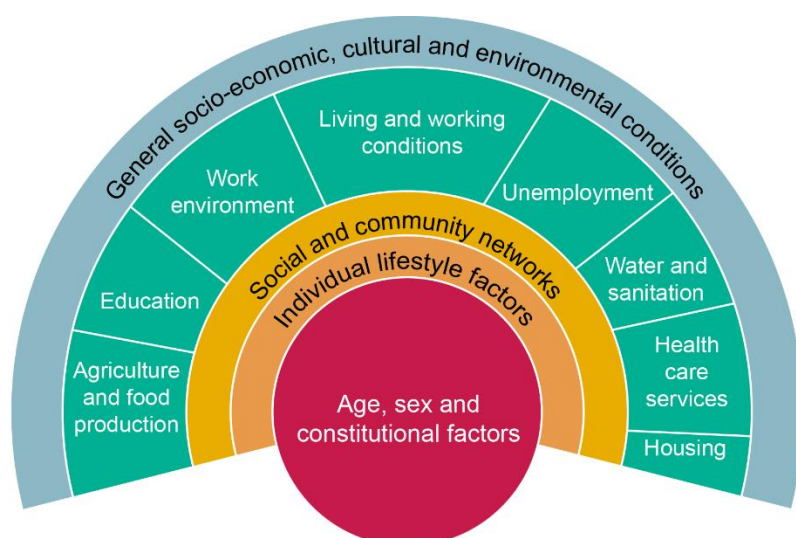 General socio-economic, cultural and environmental conditions
Living and working
conditions
Work
environment
Unemployment
Education
Water and
sanitation
Agriculture
and food
production
Health
care
services
Housing
Social and community networks
Individual lifestyle factors
Age, sex and
constitutional factors